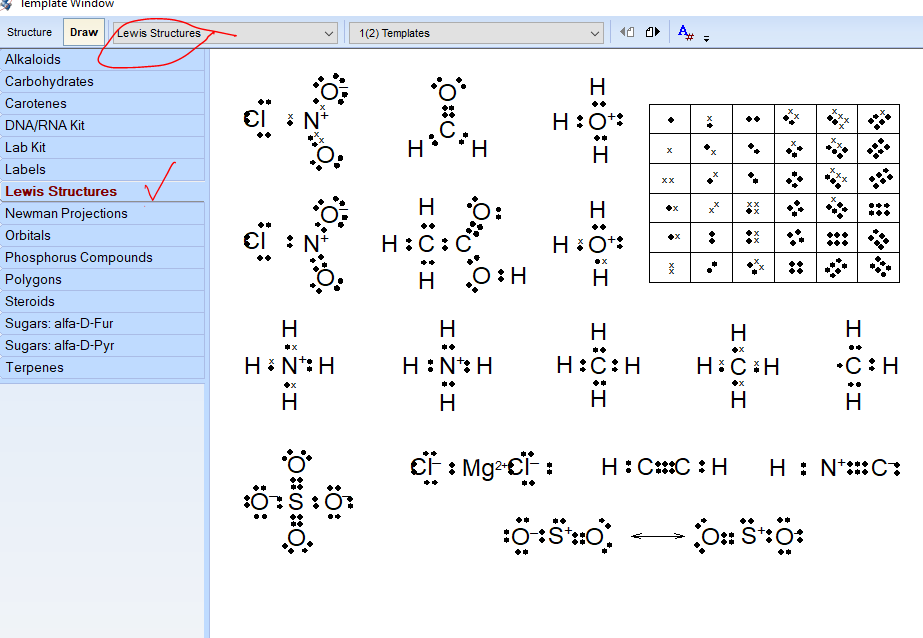 Template Window
Structure Draw Lewis Structures 1(2) Templates A#
Alkaloids
Carbohydrates
Carotenes
DNA/RNA Kit
Lab Kit
Labels
Lewis Structures
Newman Projections
Orbitals
Phosphorus Compounds
Polygons
Steroids
Sugars: alfa-D-Fur
Sugars: alfa-D-Pyr
Terpenes
O–
Cl x N+
O
O
C
H H
H
H O+
H
O–
Cl N+
O
H O
H C C
H O H
H
H x O+
x
H
H
H x N+ H
x
H
H
H N+ H
H
H
H C H
H
H
H x C x H
x
H
H
C H
H
O
O– S O–
O
Cl– Mg2+ Cl–
H C C H
H N+ C–
O– S+ O
O S+ O–